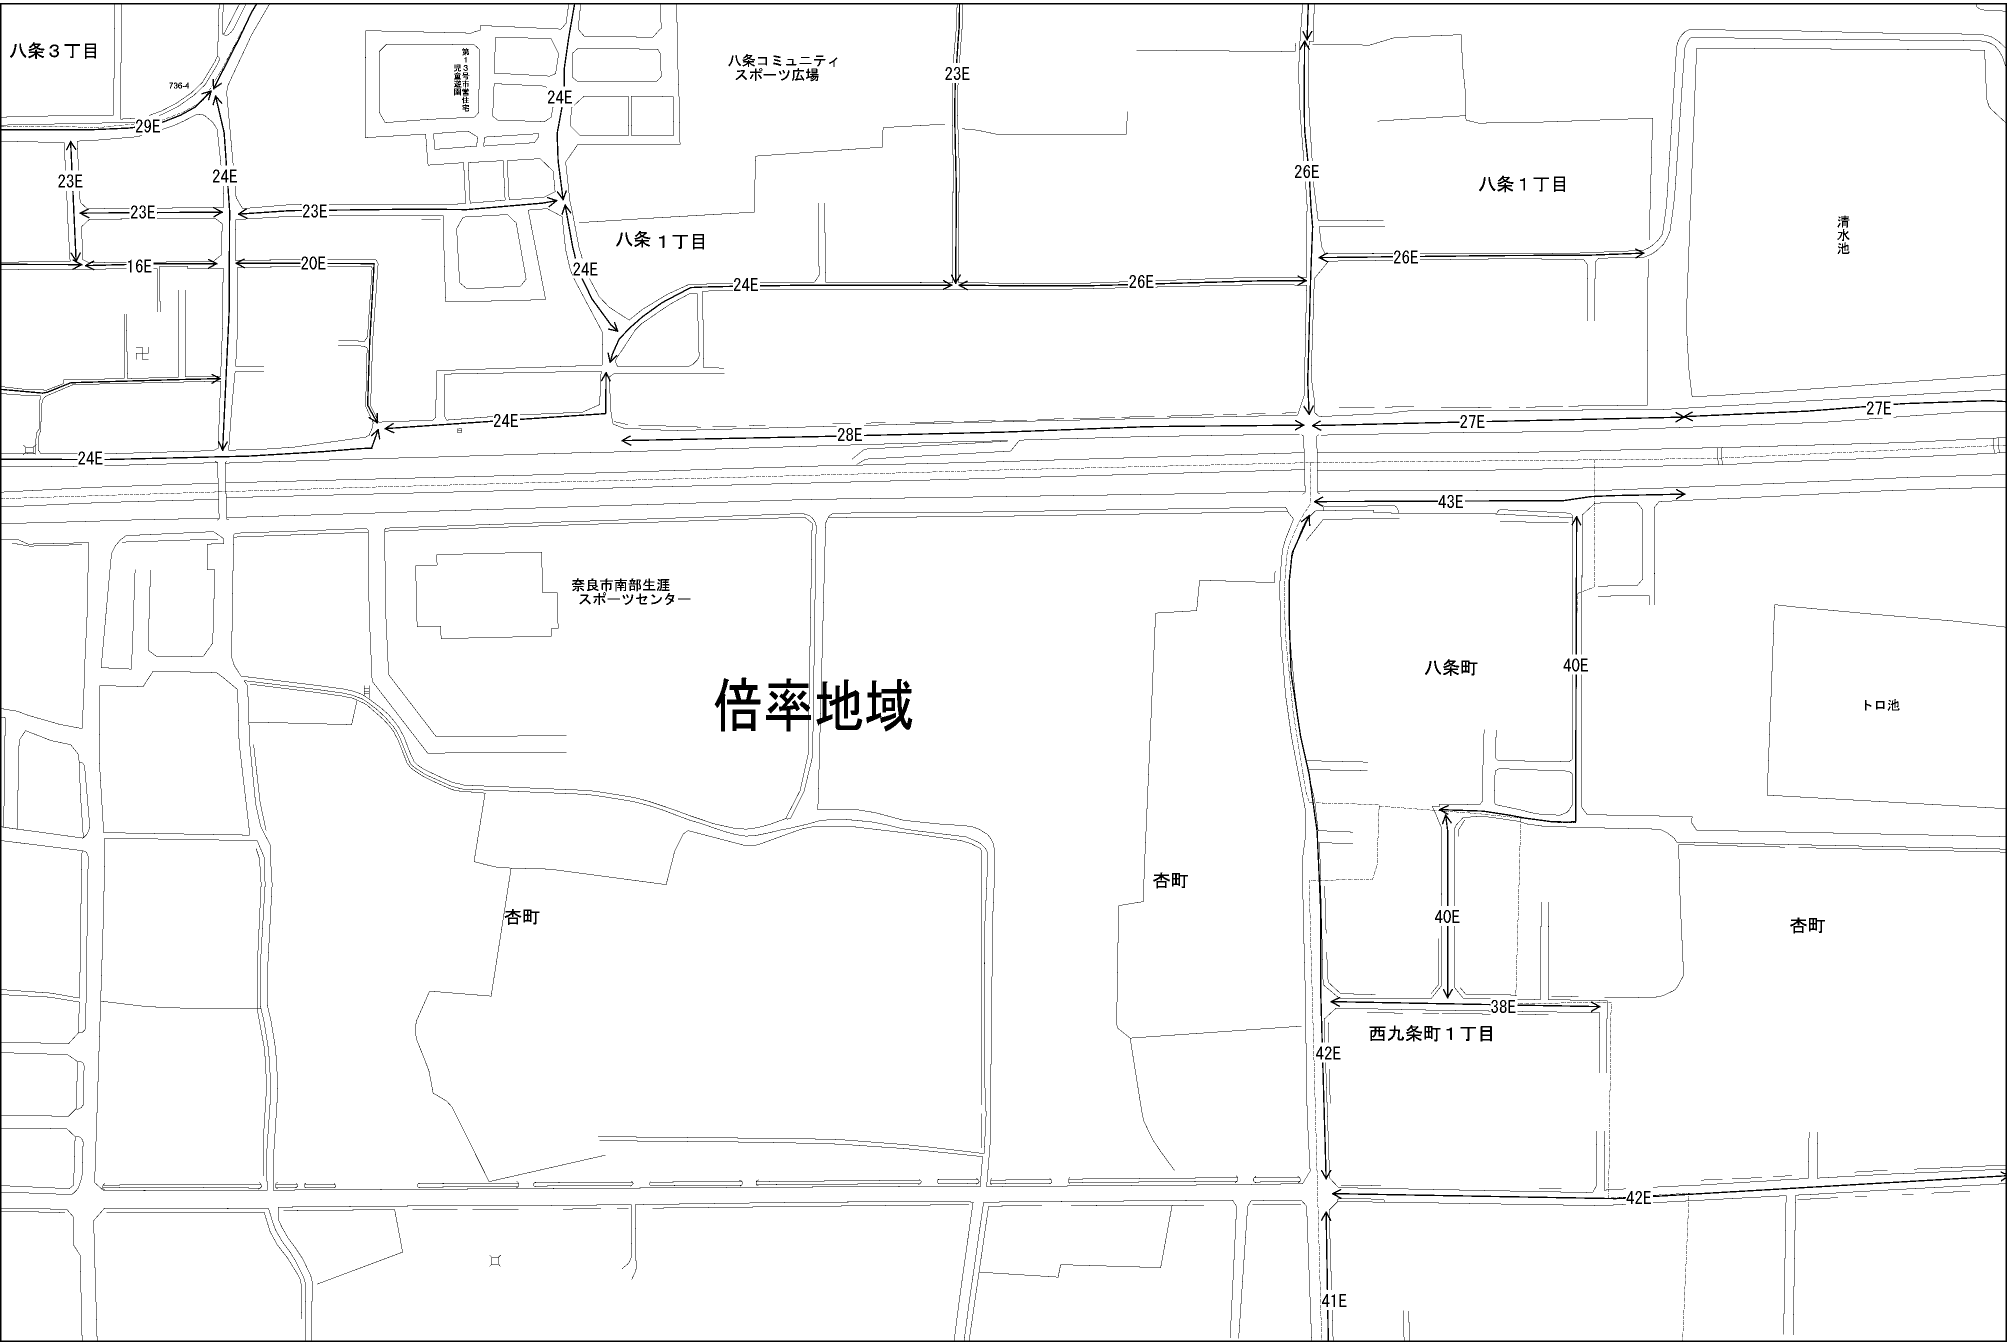 八条３丁目
736-4
29E
23E
24E
23E
23E
16E
20E
第１３号市営住宅
児童遊園
24E
八条コミュニティ
スポーツ広場
23E
26E
八条１丁目
清水池
八条１丁目
24E
24E
26E
26E
24E
24E
28E
27E
27E
43E
奈良市南部生涯
スポーツセンター
倍率地域
八条町
40E
トロ池
杏町
杏町
40E
杏町
38E
西九条町１丁目
42E
42E
41E